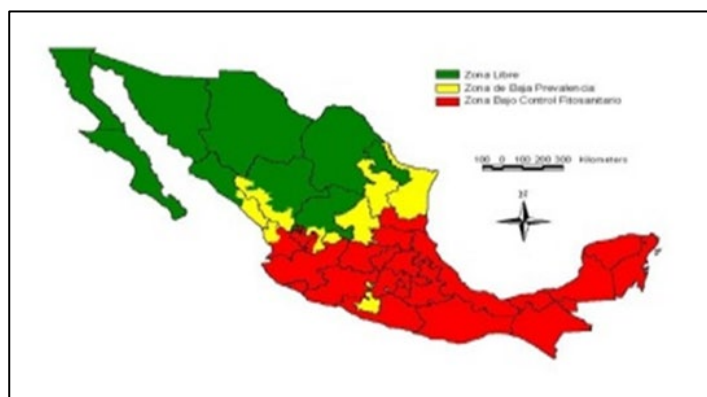 Zona Libre
Zona de Baja Prevalencia
Zona Bajo Control Fitosanitario
100 0 100 200 300 Kilometers
N